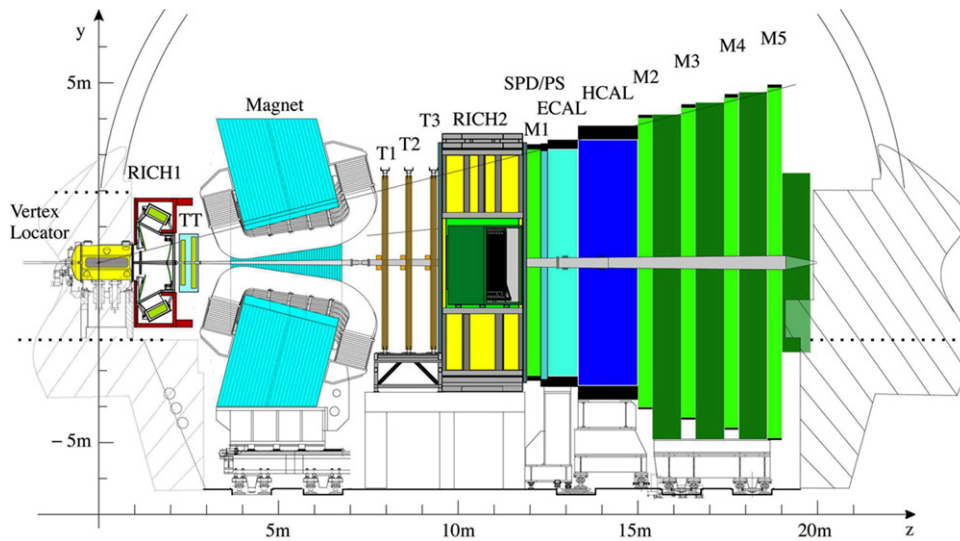 y
5m
Magnet
RICH1
Vertex
Locator
TT
T1
T2
T3
RICH2
M1
SPD/PS
ECAL
HCAL
M2
M3
M4
M5
− 5m
5m
10m
15m
20m
z